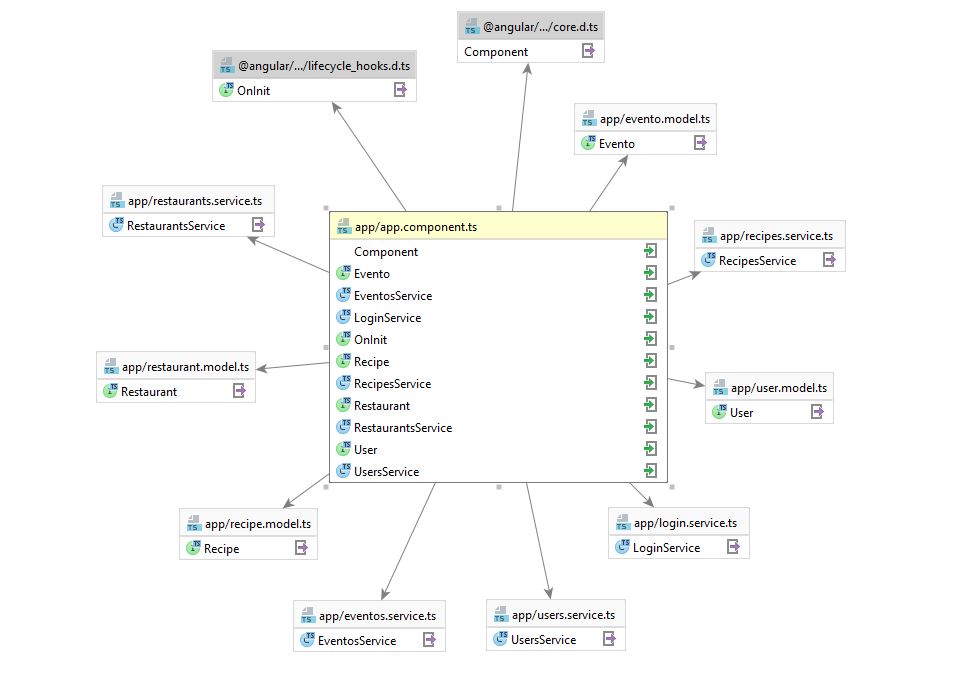 @angular/.../core.d.ts
Component
@angular/.../lifecycle_hooks.d.ts
OnInit
app/evento.model.ts
Evento
app/restaurants.service.ts
RestaurantsService
app/app.component.ts
Component
Evento
EventosService
LoginService
OnInit
Recipe
RecipesService
Restaurant
RestaurantsService
User
UsersService
app/recipes.service.ts
RecipesService
app/restaurant.model.ts
Restaurant
app/user.model.ts
User
app/recipe.model.ts
Recipe
app/login.service.ts
LoginService
app/eventos.service.ts
EventosService
app/users.service.ts
UsersService